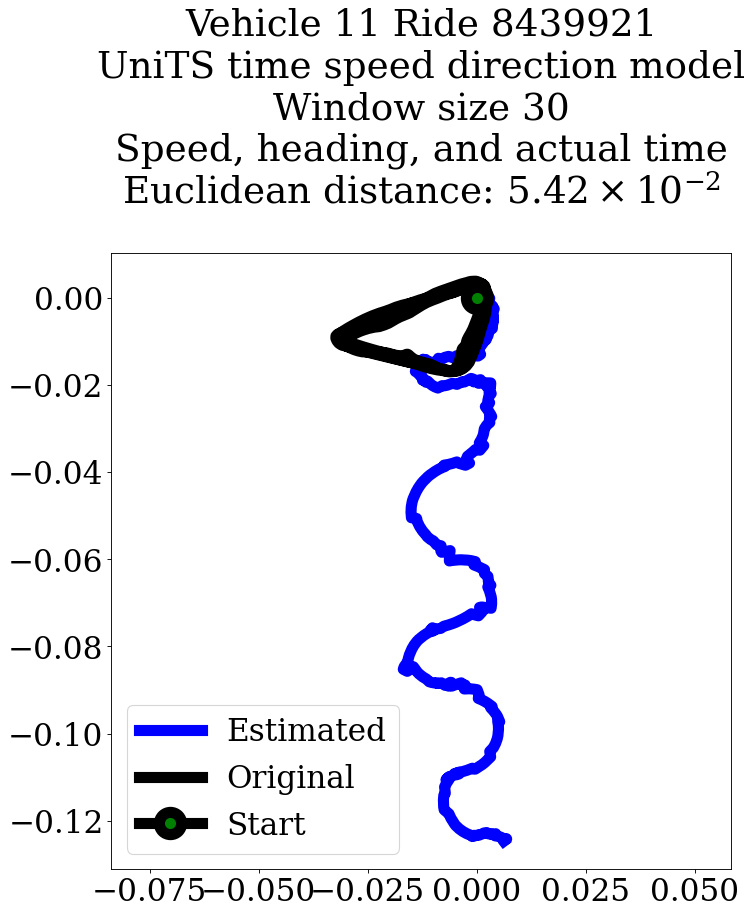 Vehicle 11 Ride 8439921
UniTS time speed direction model
Window size 30
Speed, heading, and actual time
Euclidean distance: 5.42 × 10⁻²
0.00
−0.02
−0.04
−0.06
−0.08
−0.10
−0.12
Estimated
Original
Start
−0.075 −0.050 −0.025 0.000 0.025 0.050